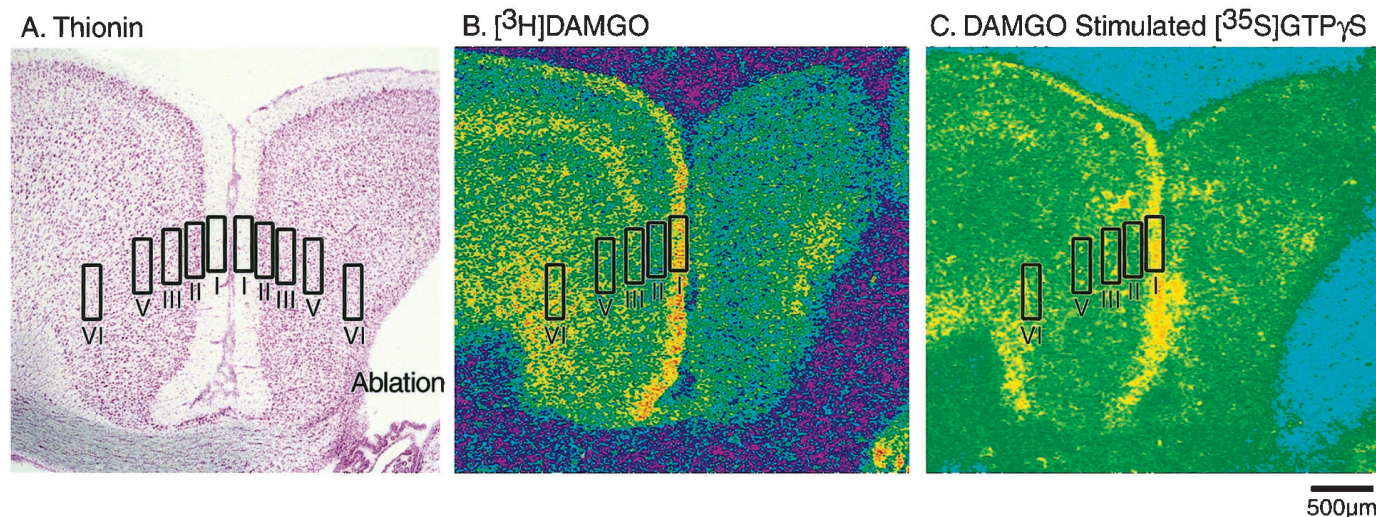 A. Thionin
B. [³H]DAMGO
C. DAMGO Stimulated [³⁵S]GTPγS
VI V III II I I II III V VI
Ablation
VI V III II I
VI V III II I
500μm